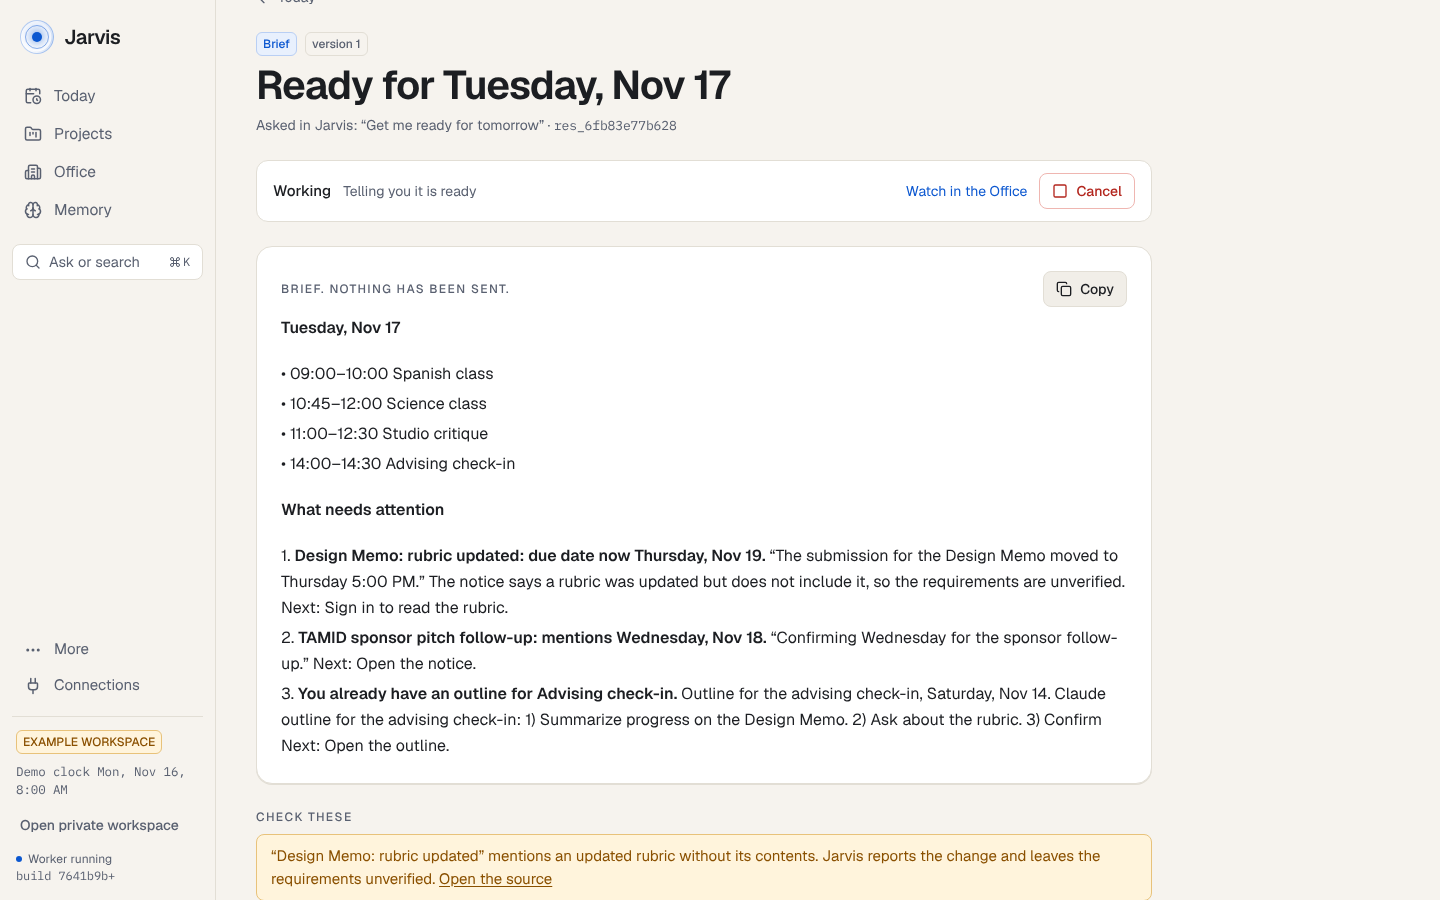 Jarvis
Today
Projects
Office
Memory
Ask or search ⌘ K
More
Connections
EXAMPLE WORKSPACE
Demo clock Mon, Nov 16,
8:00 AM
Open private workspace
Worker running
build 7641b9b+
Today
Brief version 1
Ready for Tuesday, Nov 17
Asked in Jarvis: “Get me ready for tomorrow” · res_6fb83e77b628
Working Telling you it is ready Watch in the Office Cancel
BRIEF. NOTHING HAS BEEN SENT. Copy
Tuesday, Nov 17
• 09:00–10:00 Spanish class
• 10:45–12:00 Science class
• 11:00–12:30 Studio critique
• 14:00–14:30 Advising check-in
What needs attention
1. Design Memo: rubric updated: due date now Thursday, Nov 19. “The submission for the Design Memo moved to
Thursday 5:00 PM.” The notice says a rubric was updated but does not include it, so the requirements are unverified.
Next: Sign in to read the rubric.
2. TAMID sponsor pitch follow-up: mentions Wednesday, Nov 18. “Confirming Wednesday for the sponsor follow-
up.” Next: Open the notice.
3. You already have an outline for Advising check-in. Outline for the advising check-in, Saturday, Nov 14. Claude
outline for the advising check-in: 1) Summarize progress on the Design Memo. 2) Ask about the rubric. 3) Confirm
Next: Open the outline.
CHECK THESE
“Design Memo: rubric updated” mentions an updated rubric without its contents. Jarvis reports the change and leaves the
requirements unverified. Open the source